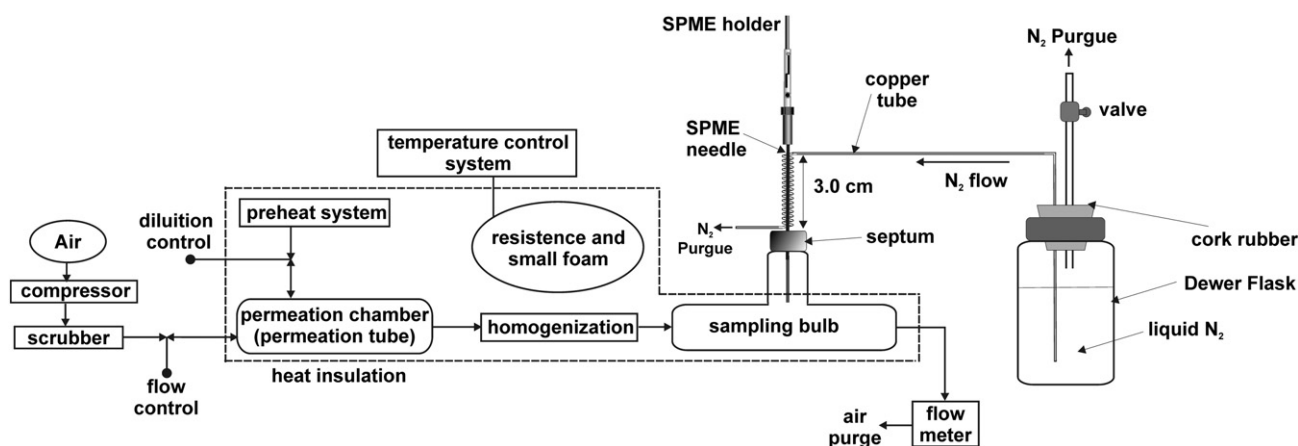 SPME holder
N₂ Purgue
copper
tube
valve
SPME
needle
temperature control
system
3.0 cm
N₂ flow
preheat system
dilution
control
N₂
Purgue
septum
cork rubber
Air
resistence and
small foam
compressor
Dewer Flask
permeation chamber
(permeation tube)
homogenization
sampling bulb
scrubber
liquid N₂
heat insulation
flow
control
air
purge
flow
meter